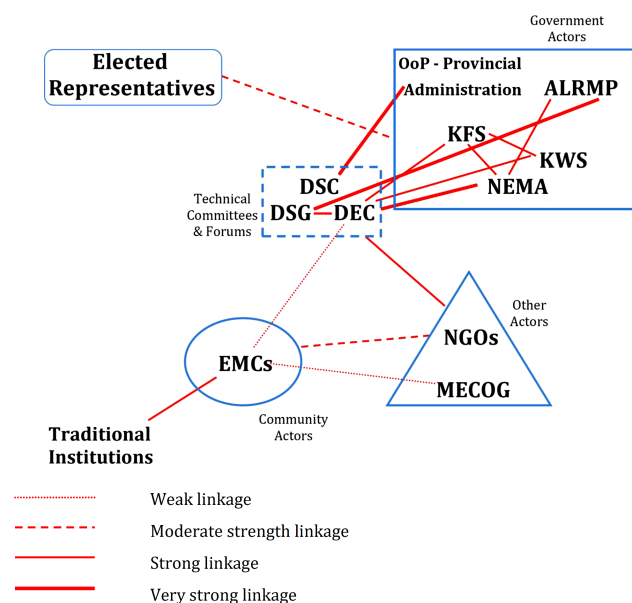 Government
Actors
Elected
Representatives
OoP - Provincial
Administration
ALRMP
KFS
KWS
NEMA
Technical
Committees
& Forums
DSC
DSG
DEC
Other
Actors
NGOs
MECOG
EMCs
Community
Actors
Traditional
Institutions
Weak linkage
Moderate strength linkage
Strong linkage
Very strong linkage